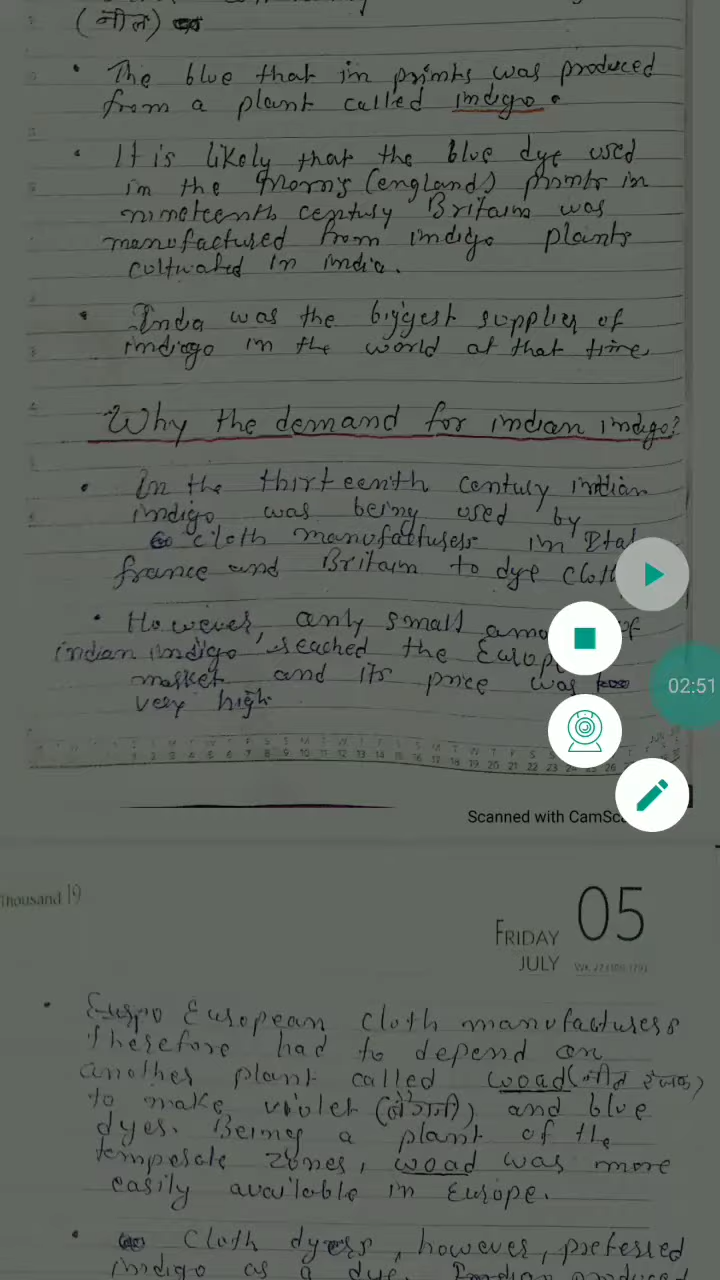 (नील)
• The blue that in prints was produced
from a plant called indigo.
• It is likely that the blue dye used
in the Morris (england) prints in
nineteenth century Britain was
manufactured from indigo plants
cultivated in india.
• Inda was the biggest supplier of
indiogo in the world at that time
Why the demand for indian indigo?
• In the thirteenth century indian
indigo was being used by
cloth manufactures in Ital
france and Britain to dye clot
• However, only small amo of
indian indigo reached the Europ
market and its price was
very high.
02:51
Scanned with CamSc
Thousand 19
FRIDAY 05
JULY
• European cloth manufacturers
therefore had to depend on
another plant called woad (नील रंजक)
to make violet (बैंगनी) and blue
dyes. Being a plant of the
temperate zones, woad was more
easily available in Europe.
• Cloth dyers, however, preferred
indigo as a dye. Indian produced